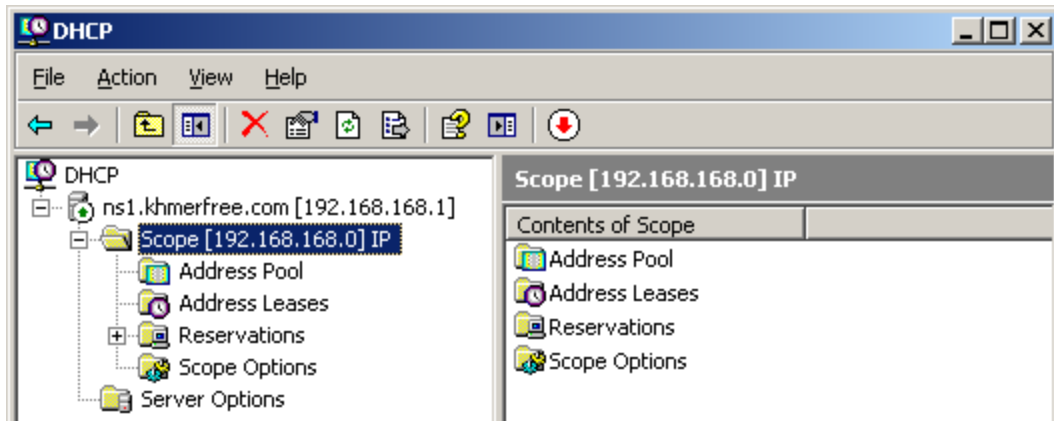 DHCP
File Action View Help
DHCP
ns1.khmerfree.com [192.168.168.1]
Scope [192.168.168.0] IP
Address Pool
Address Leases
Reservations
Scope Options
Server Options
Scope [192.168.168.0] IP
Contents of Scope
Address Pool
Address Leases
Reservations
Scope Options